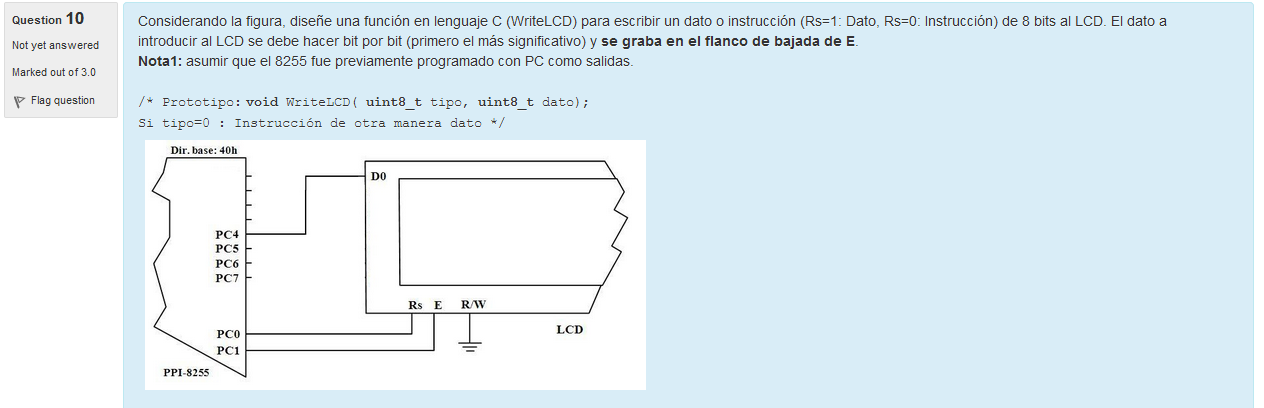 Question 10
Not yet answered
Marked out of 3.0
Flag question
Considerando la figura, diseñe una función en lenguaje C (WriteLCD) para escribir un dato o instrucción (Rs=1: Dato, Rs=0: Instrucción) de 8 bits al LCD. El dato a
introducir al LCD se debe hacer bit por bit (primero el más significativo) y se graba en el flanco de bajada de E.
Nota1: asumir que el 8255 fue previamente programado con PC como salidas.
/* Prototipo: void WriteLCD( uint8_t tipo, uint8_t dato);
Si tipo=0 : Instrucción de otra manera dato */
Dir. base: 40h
D0
PC4
PC5
PC6
PC7
Rs E R/W
LCD
PC0
PC1
PPI-8255